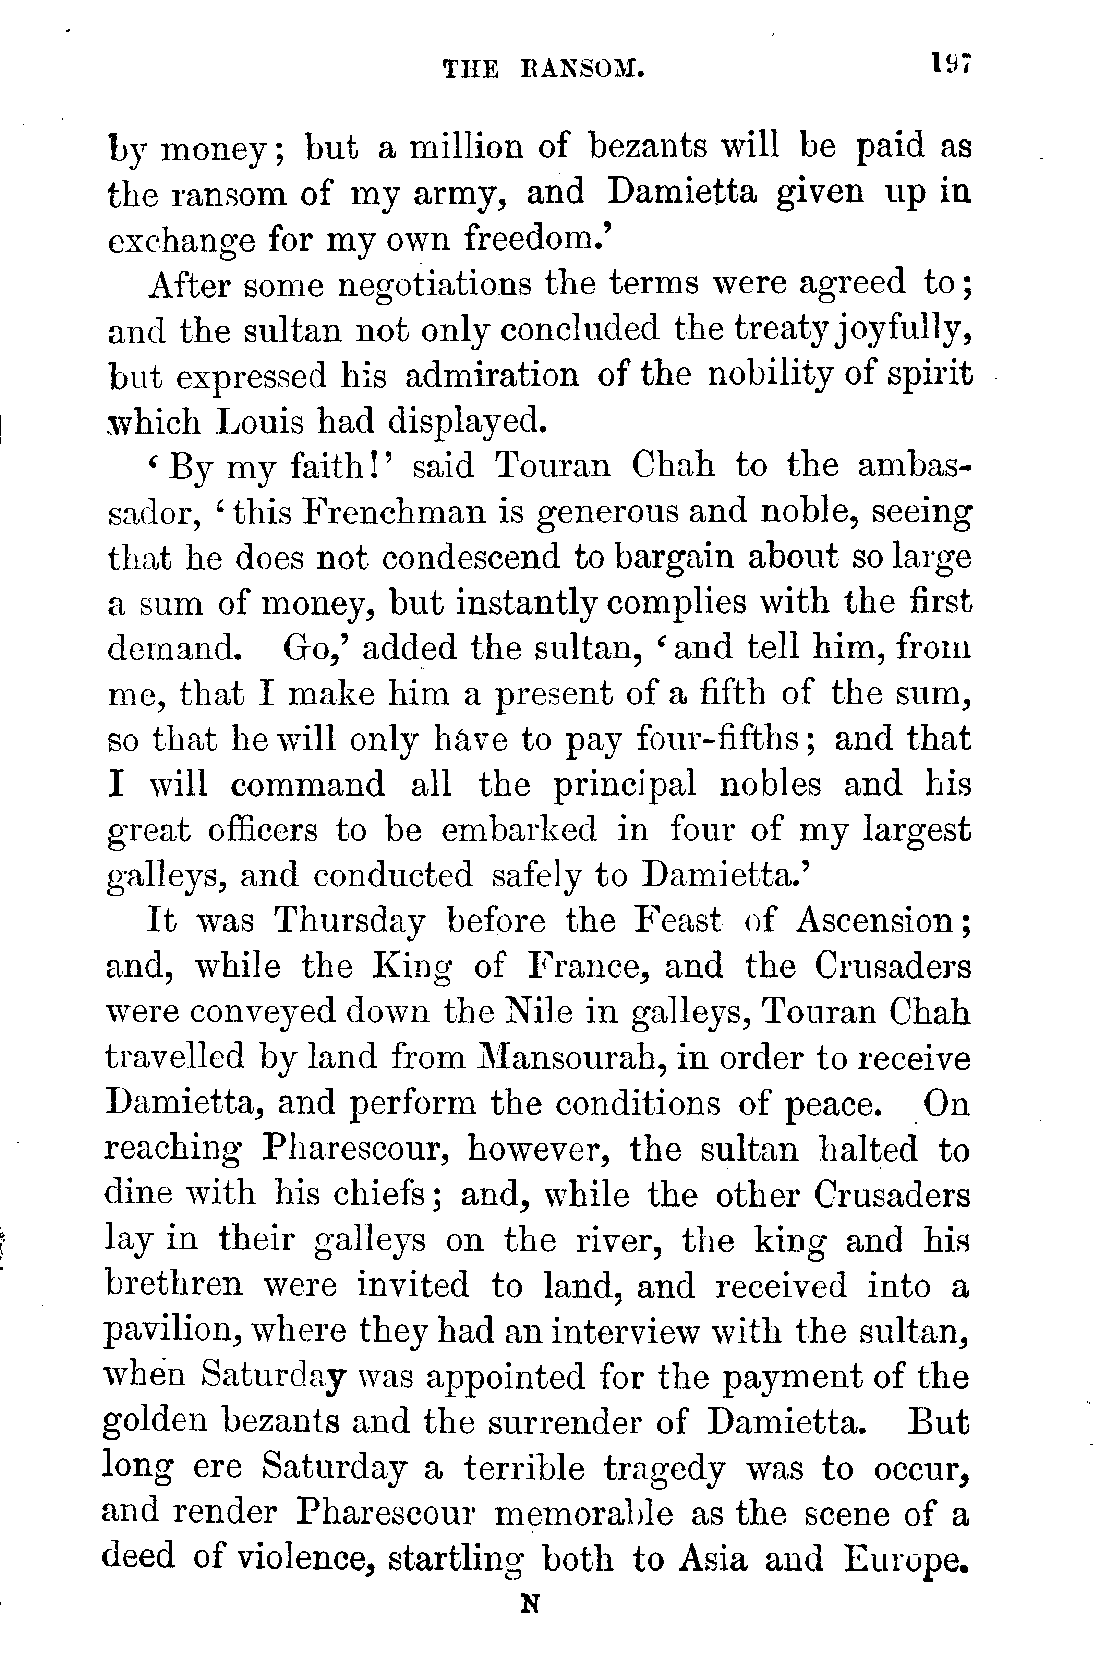 THE RANSOM. 197
by money; but a million of bezants will be paid as
the ransom of my army, and Damietta given up in
exchange for my own freedom.’
After some negotiations the terms were agreed to;
and the sultan not only concluded the treaty joyfully,
but expressed his admiration of the nobility of spirit
which Louis had displayed.
‘By my faith!’ said Touran Chah to the ambas-
sador, ‘this Frenchman is generous and noble, seeing
that he does not condescend to bargain about so large
a sum of money, but instantly complies with the first
demand. Go,’ added the sultan, ‘and tell him, from
me, that I make him a present of a fifth of the sum,
so that he will only have to pay four-fifths; and that
I will command all the principal nobles and his
great officers to be embarked in four of my largest
galleys, and conducted safely to Damietta.’
It was Thursday before the Feast of Ascension;
and, while the King of France, and the Crusaders
were conveyed down the Nile in galleys, Touran Chah
travelled by land from Mansourah, in order to receive
Damietta, and perform the conditions of peace. On
reaching Pharescour, however, the sultan halted to
dine with his chiefs; and, while the other Crusaders
lay in their galleys on the river, the king and his
brethren were invited to land, and received into a
pavilion, where they had an interview with the sultan,
when Saturday was appointed for the payment of the
golden bezants and the surrender of Damietta. But
long ere Saturday a terrible tragedy was to occur,
and render Pharescour memorable as the scene of a
deed of violence, startling both to Asia and Europe.
N